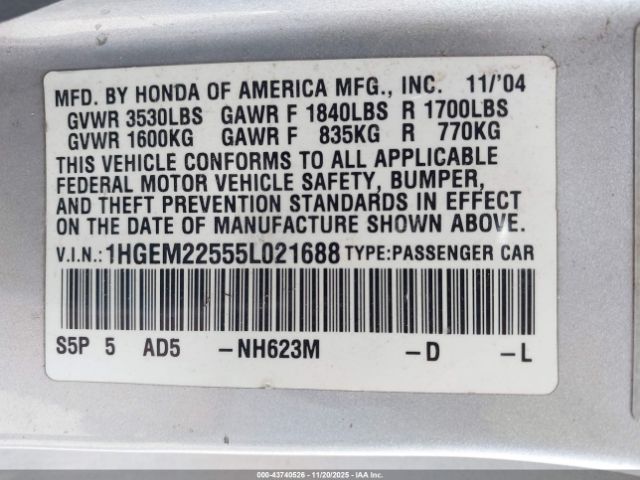 MFD. BY HONDA OF AMERICA MFG., INC. 11/'04
GVWR 3530LBS GAWR F 1840LBS R 1700LBS
GVWR 1600KG GAWR F 835KG R 770KG
THIS VEHICLE CONFORMS TO ALL APPLICABLE
FEDERAL MOTOR VEHICLE SAFETY, BUMPER,
AND THEFT PREVENTION STANDARDS IN EFFECT
ON THE DATE OF MANUFACTURE SHOWN ABOVE.
V.I.N.: 1HGEM22555L021688 TYPE:PASSENGER CAR
S5P 5 AD5 -NH623M -D -L
000-43740526 - 11/20/2025 - IAAI.COM